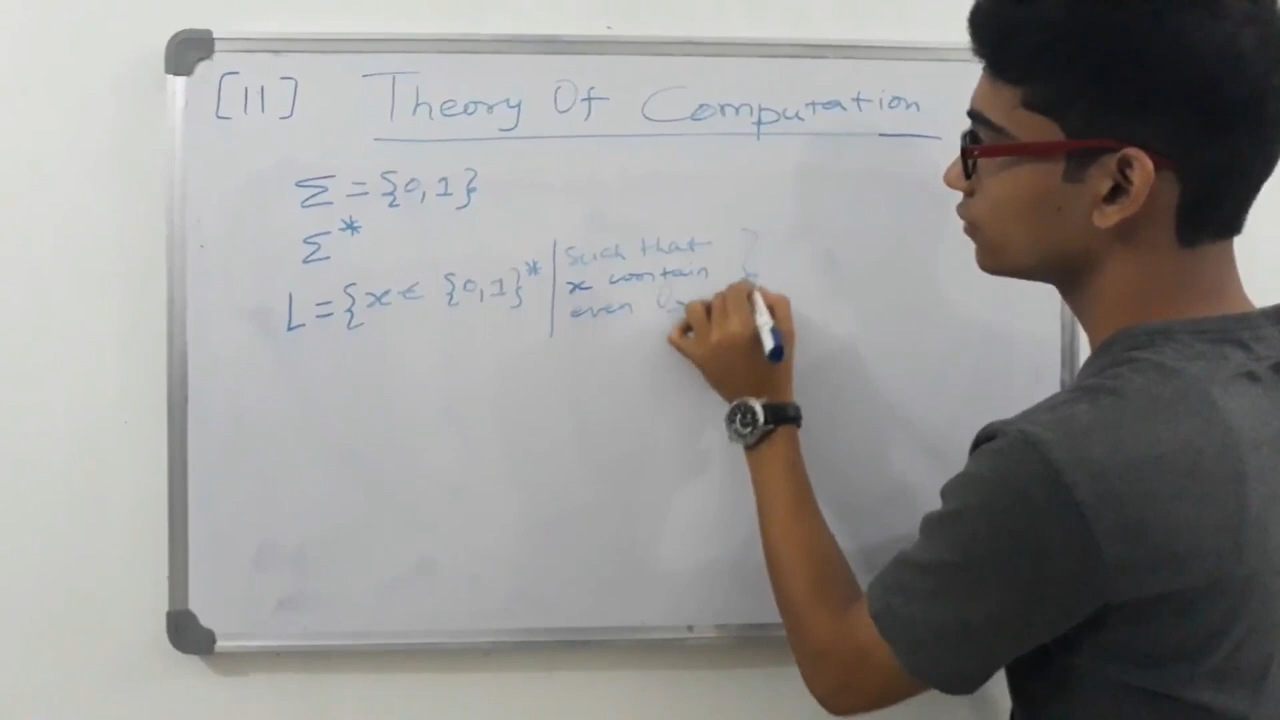 [11] Theory Of Computation
Σ = {0,1}
Σ*
L = {x ∈ {0,1}* | such that
x contain
even